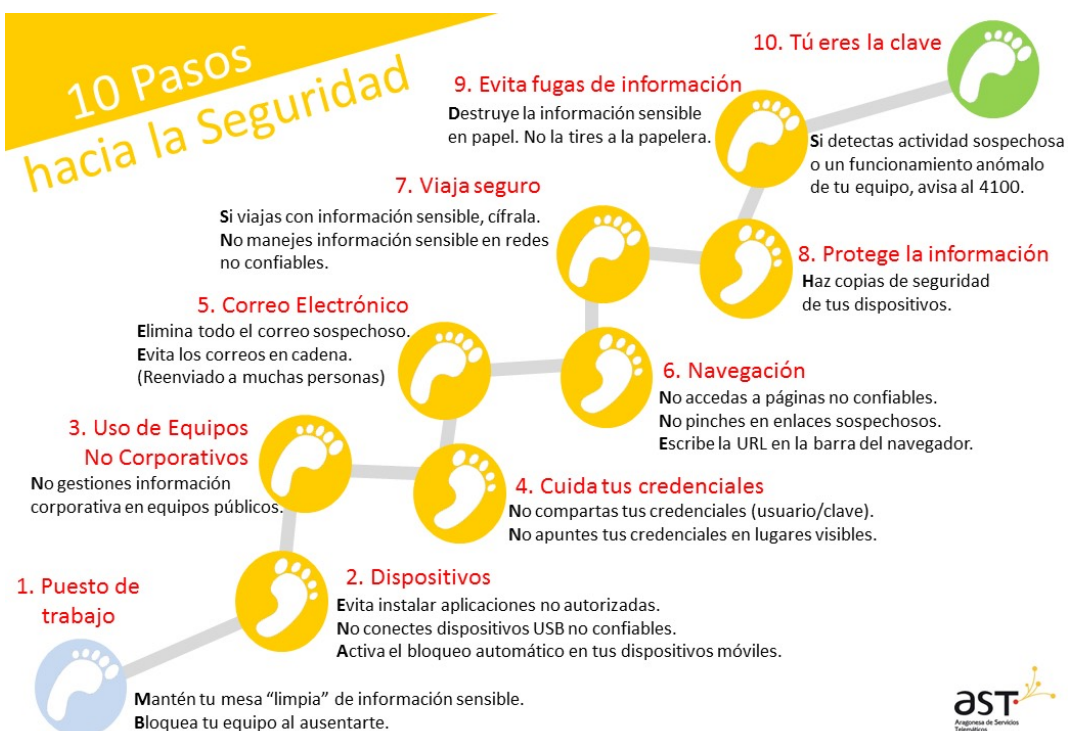 10 Pasos
hacia la Seguridad
10. Tú eres la clave
Si detectas actividad sospechosa
o un funcionamiento anómalo
de tu equipo, avisa al 4100.
9. Evita fugas de información
Destruye la información sensible
en papel. No la tires a la papelera.
8. Protege la información
Haz copias de seguridad
de tus dispositivos.
7. Viaja seguro
Si viajas con información sensible, cífrala.
No manejes información sensible en redes
no confiables.
6. Navegación
No accedas a páginas no confiables.
No pinches en enlaces sospechosos.
Escribe la URL en la barra del navegador.
5. Correo Electrónico
Elimina todo el correo sospechoso.
Evita los correos en cadena.
(Reenviado a muchas personas)
4. Cuida tus credenciales
No compartas tus credenciales (usuario/clave).
No apuntes tus credenciales en lugares visibles.
3. Uso de Equipos
No Corporativos
No gestiones información
corporativa en equipos públicos.
2. Dispositivos
Evita instalar aplicaciones no autorizadas.
No conectes dispositivos USB no confiables.
Activa el bloqueo automático en tus dispositivos móviles.
1. Puesto de
trabajo
Mantén tu mesa “limpia” de información sensible.
Bloquea tu equipo al ausentarte.
aST
Aragonesa de Servicios
Telemáticos